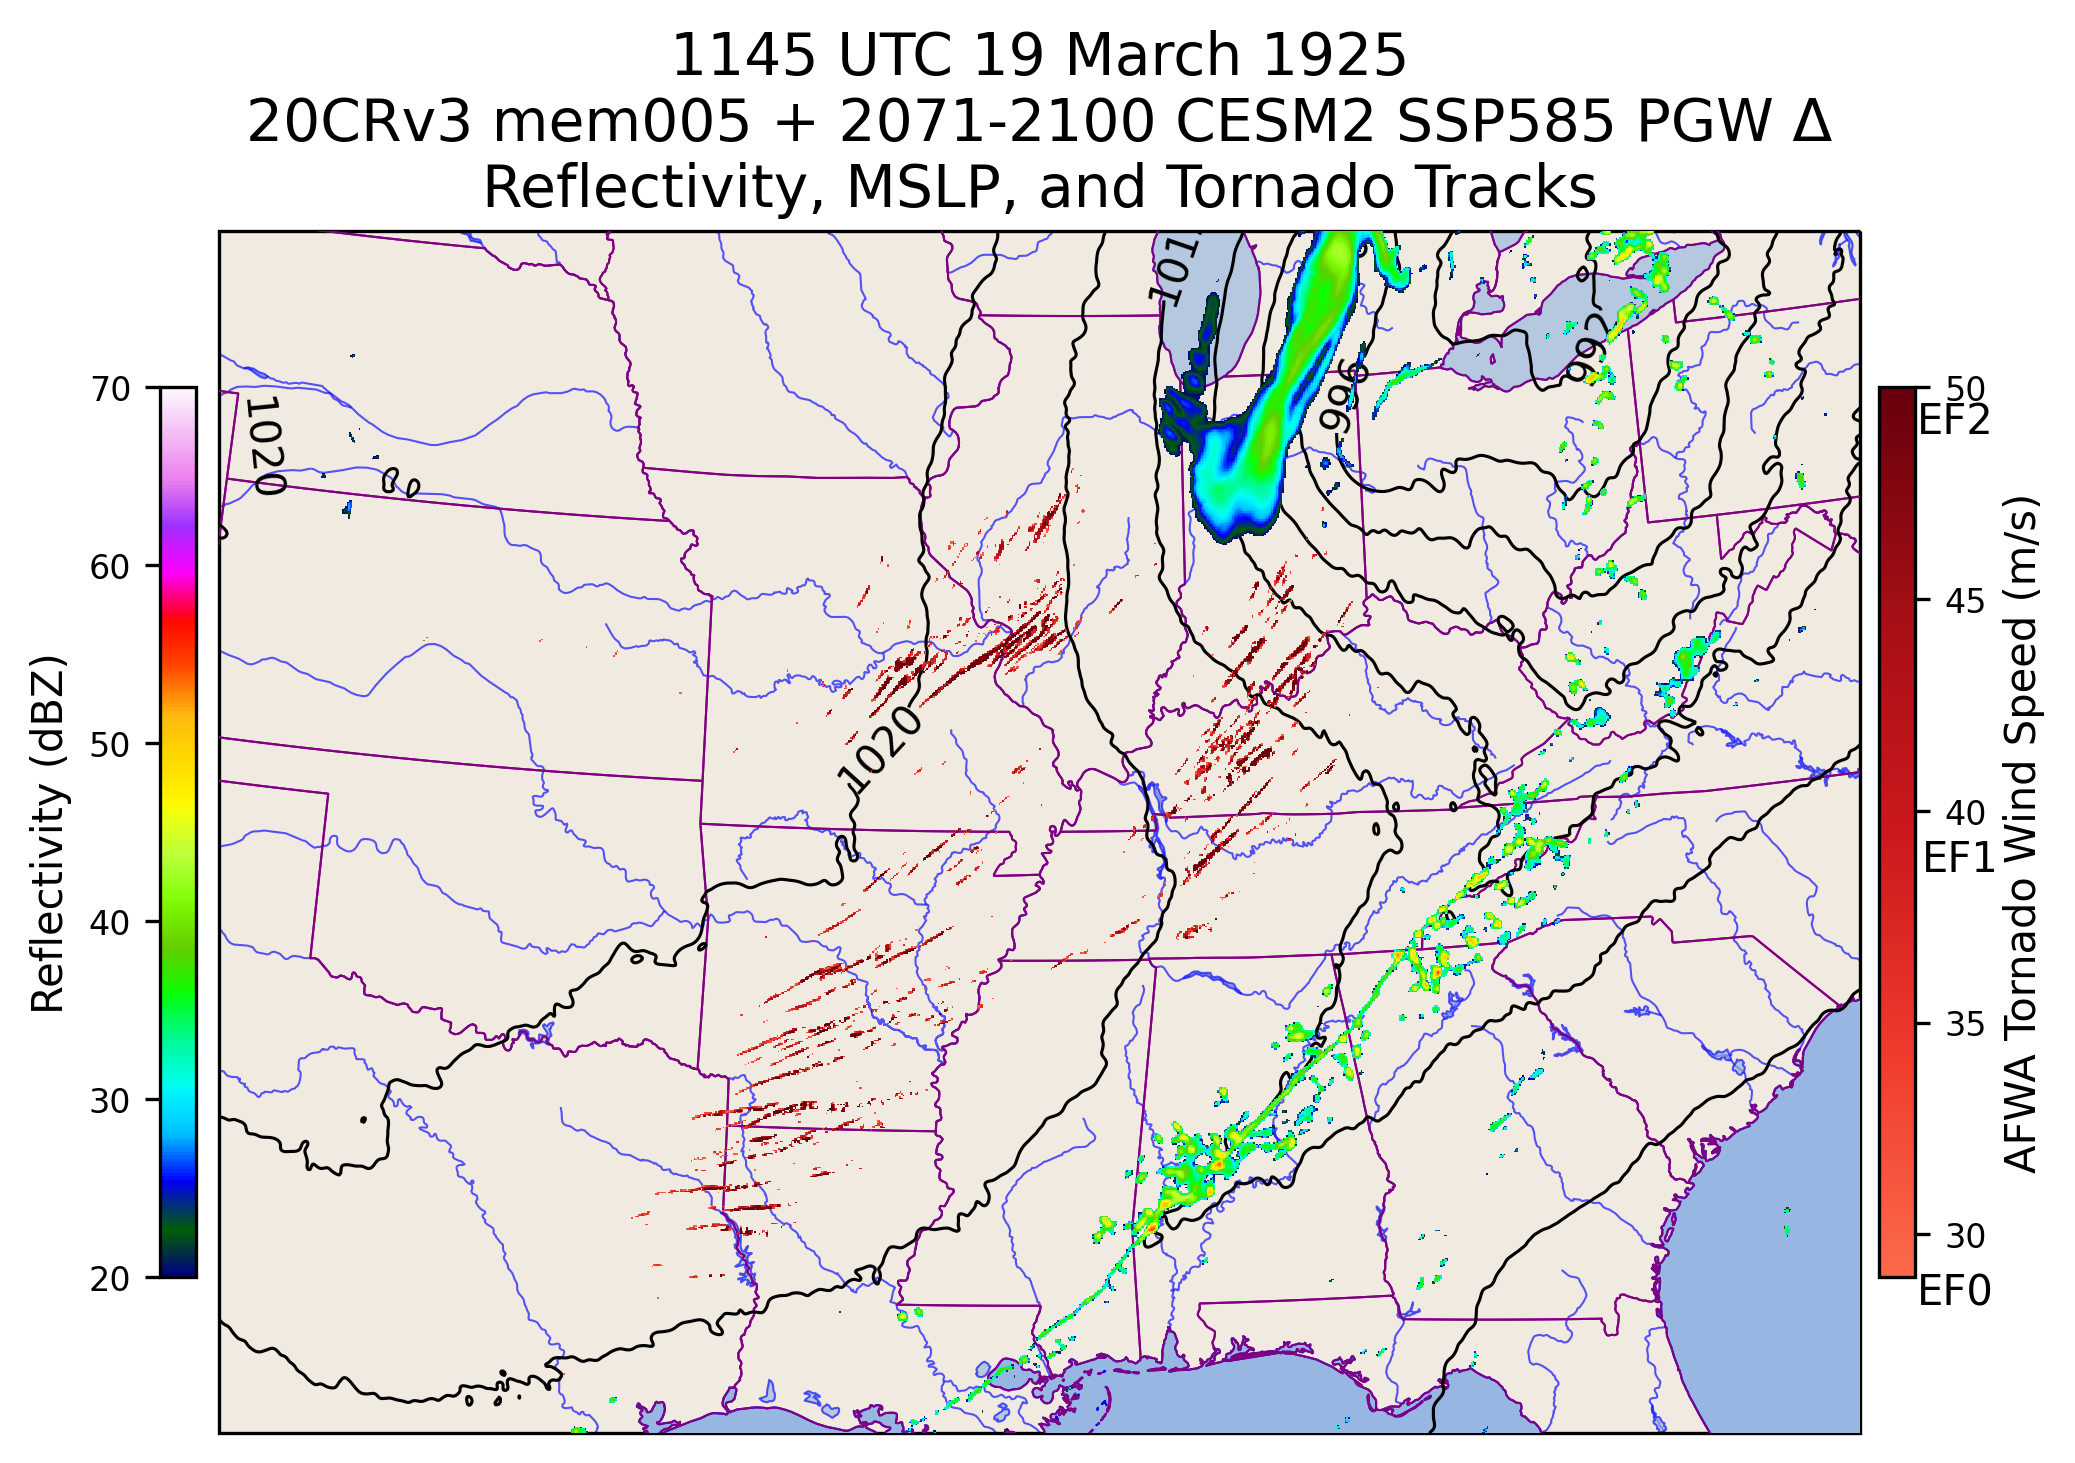 1145 UTC 19 March 1925
20CRv3 mem005 + 2071-2100 CESM2 SSP585 PGW Δ
Reflectivity, MSLP, and Tornado Tracks
Reflectivity (dBZ)
70
60
50
40
30
20
1020
1020
996
992
50
EF2
45
40
EF1
35
30
EF0
AFWA Tornado Wind Speed (m/s)